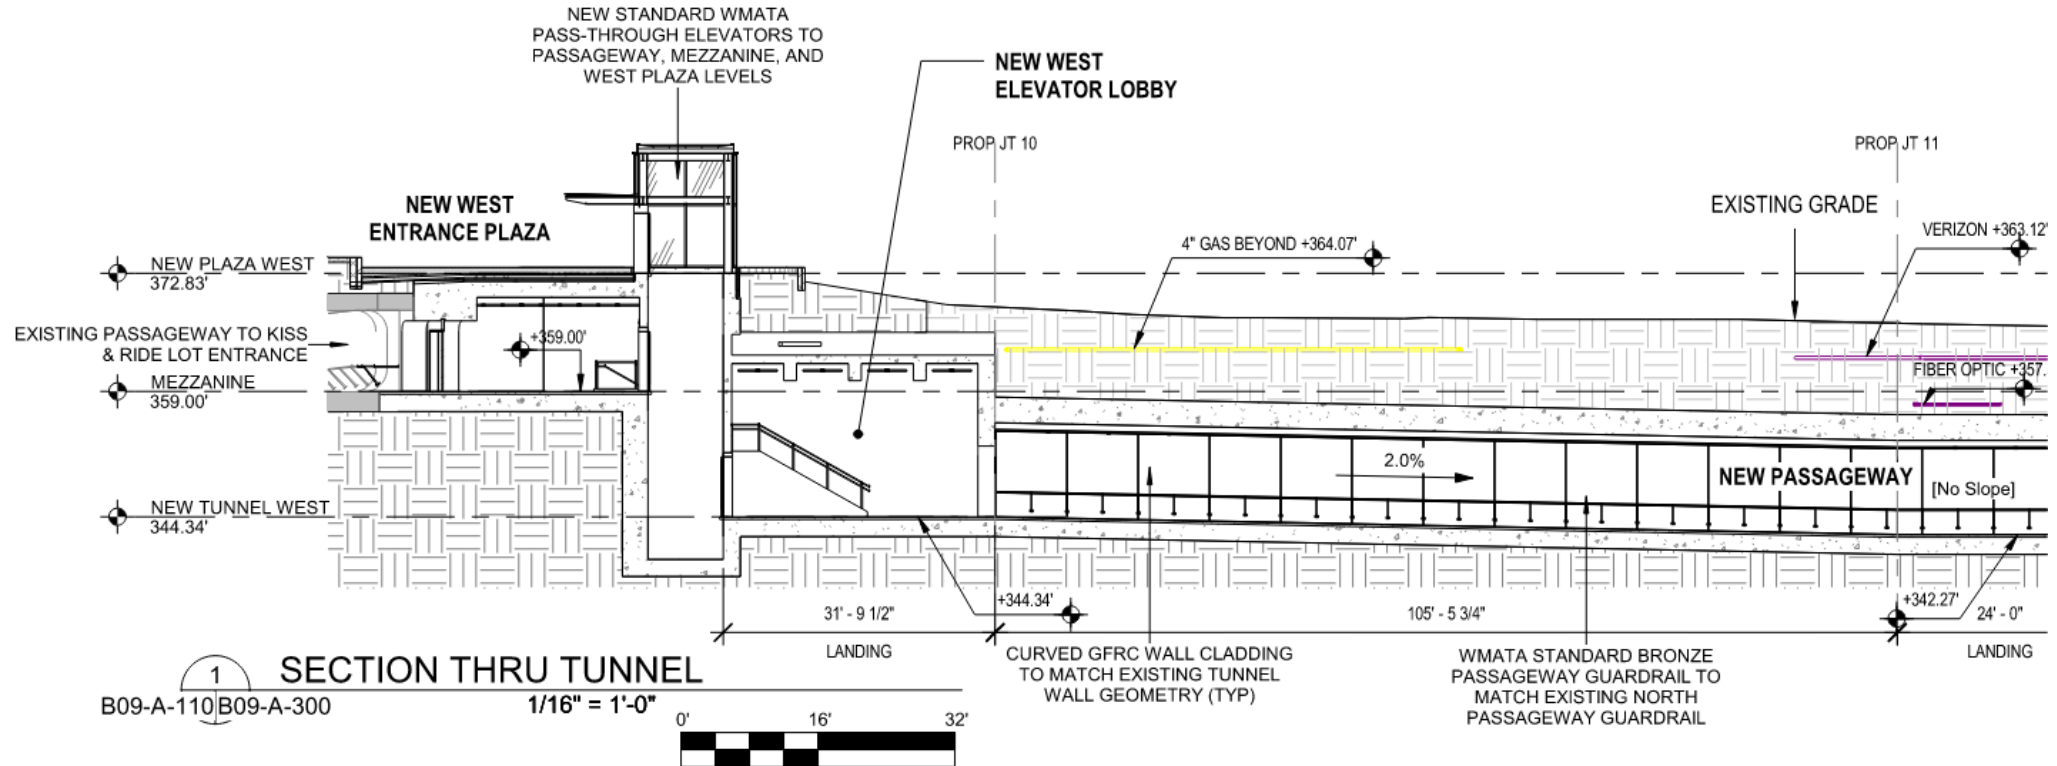 NEW STANDARD WMATA
PASS-THROUGH ELEVATORS TO
PASSAGEWAY, MEZZANINE, AND
WEST PLAZA LEVELS
NEW WEST
ELEVATOR LOBBY
PROP JT 10
PROP JT 11
NEW WEST
ENTRANCE PLAZA
EXISTING GRADE
4" GAS BEYOND +364.07'
VERIZON +363.12'
NEW PLAZA WEST
372.83'
EXISTING PASSAGEWAY TO KISS
& RIDE LOT ENTRANCE
+359.00'
MEZZANINE
359.00'
FIBER OPTIC +357.
2.0%
NEW PASSAGEWAY
[No Slope]
NEW TUNNEL WEST
344.34'
+344.34'
+342.27'
31' - 9 1/2"
105' - 5 3/4"
24' - 0"
LANDING
LANDING
CURVED GFRC WALL CLADDING
TO MATCH EXISTING TUNNEL
WALL GEOMETRY (TYP)
WMATA STANDARD BRONZE
PASSAGEWAY GUARDRAIL TO
MATCH EXISTING NORTH
PASSAGEWAY GUARDRAIL
1
SECTION THRU TUNNEL
B09-A-110 B09-A-300
1/16" = 1'-0"
0' 16' 32'